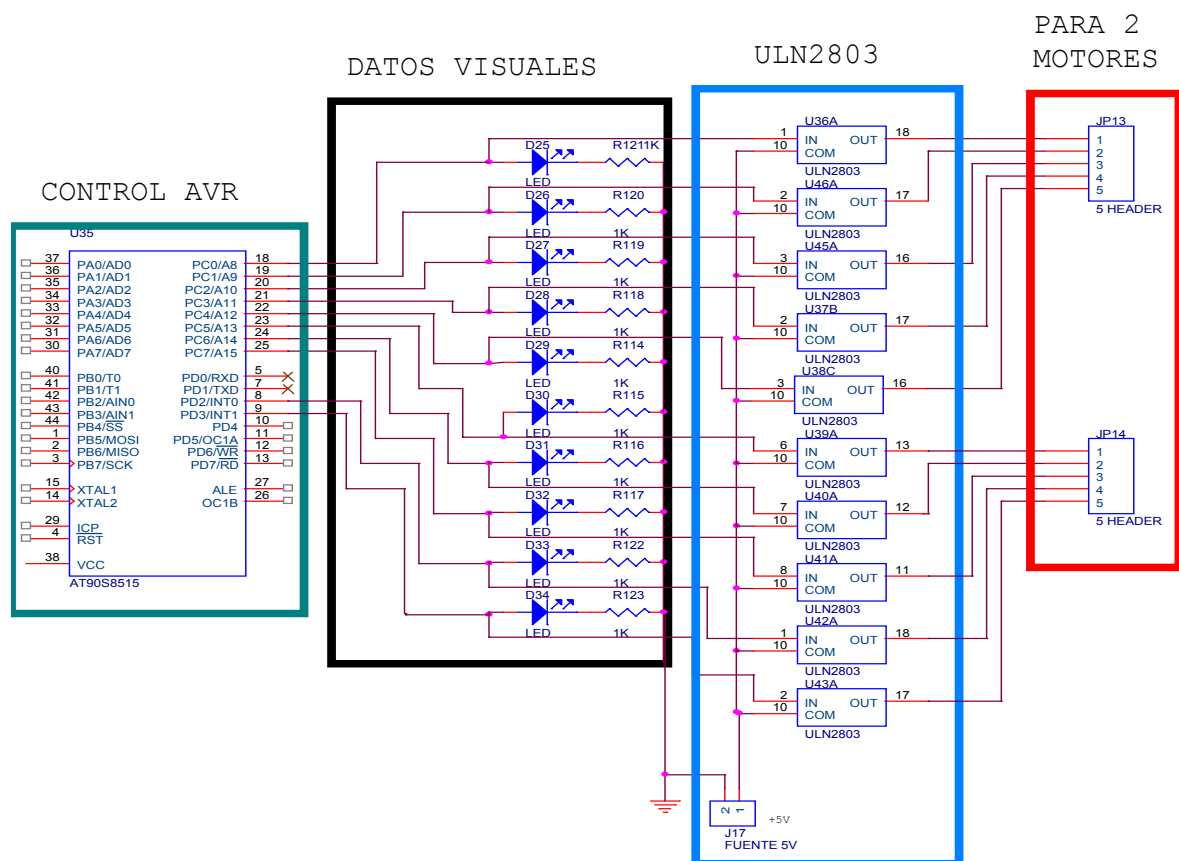 PARA 2
MOTORES
ULN2803
DATOS VISUALES
CONTROL AVR
U35
37 PA0/AD0 PC0/A8 18
36 PA1/AD1 PC1/A9 19
35 PA2/AD2 PC2/A10 20
34 PA3/AD3 PC3/A11 21
33 PA4/AD4 PC4/A12 22
32 PA5/AD5 PC5/A13 23
31 PA6/AD6 PC6/A14 24
30 PA7/AD7 PC7/A15 25
40 PB0/T0 PD0/RXD 5
41 PB1/T1 PD1/TXD 7
42 PB2/AIN0 PD2/INT0 8
43 PB3/AIN1 PD3/INT1 9
44 PB4/SS PD4 10
1 PB5/MOSI PD5/OC1A 11
2 PB6/MISO PD6/WR 12
3 PB7/SCK PD7/RD 13
15 XTAL1 ALE 27
14 XTAL2 OC1B 26
29 ICP
4 RST
38 VCC
AT90S8515
D25 R1211K
LED
D26 R120
LED 1K
D27 R119
LED 1K
D28 R118
LED 1K
D29 R114
LED 1K
D30 R115
LED 1K
D31 R116
LED 1K
D32 R117
LED 1K
D33 R122
LED 1K
D34 R123
LED 1K
U36A
1 IN OUT 18
10 COM
ULN2803
U46A
2 IN OUT 17
10 COM
ULN2803
U45A
3 IN OUT 16
10 COM
ULN2803
U37B
2 IN OUT 17
10 COM
ULN2803
U38C
3 IN OUT 16
10 COM
ULN2803
U39A
6 IN OUT 13
10 COM
ULN2803
U40A
7 IN OUT 12
10 COM
ULN2803
U41A
8 IN OUT 11
10 COM
ULN2803
U42A
1 IN OUT 18
10 COM
ULN2803
U43A
2 IN OUT 17
10 COM
ULN2803
JP13
1
2
3
4
5
5 HEADER
JP14
1
2
3
4
5
5 HEADER
2 1
+5V
J17
FUENTE 5V